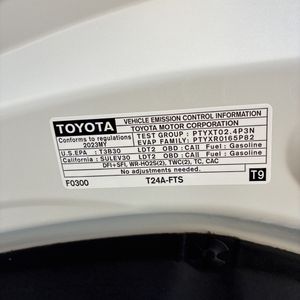 TOYOTA
VEHICLE EMISSION CONTROL INFORMATION
TOYOTA MOTOR CORPORATION
Conforms to regulations
2023MY
TEST GROUP : PTYXT02.4P3N
EVAP FAMILY: PTYXR0165P82
U.S.EPA : T3B30 LDT2 OBD : CAⅡ Fuel : Gasoline
California : SULEV30 LDT2 OBD : CAⅡ Fuel : Gasoline
DFI+SFI, WR-HO2S(2), TWC(2), TC, CAC
No adjustments needed.
F0300 T24A-FTS T9